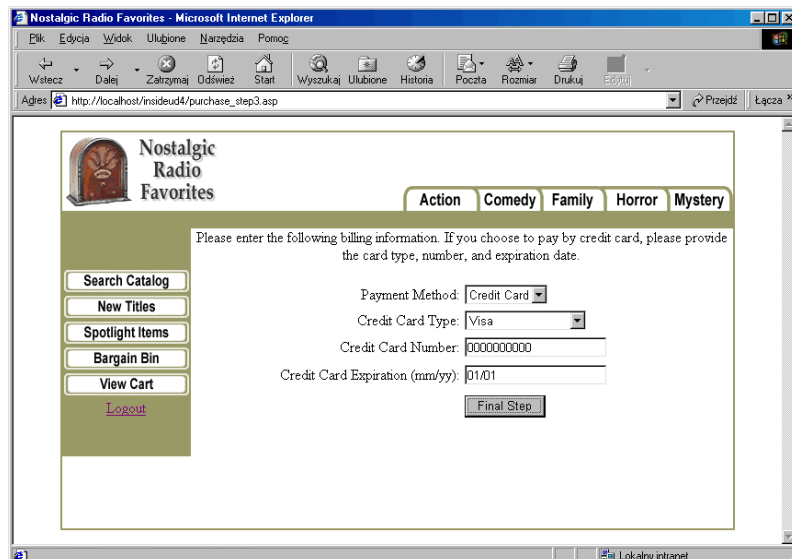 Nostalgic Radio Favorites - Microsoft Internet Explorer
Plik Edycja Widok Ulubione Narzędzia Pomoc
Wstecz Dalej Zatrzymaj Odśwież Start Wyszukaj Ulubione Historia Poczta Rozmiar Drukuj Edytuj
Adres http://localhost/insideud4/purchase_step3.asp Przejdź Łącza »
Nostalgic
Radio
Favorites
Action Comedy Family Horror Mystery
Please enter the following billing information. If you choose to pay by credit card, please provide
the card type, number, and expiration date.
Search Catalog
New Titles
Spotlight Items
Bargain Bin
View Cart
Logout
Payment Method: Credit Card
Credit Card Type: Visa
Credit Card Number: 0000000000
Credit Card Expiration (mm/yy): 01/01
Final Step
Lokalny intranet